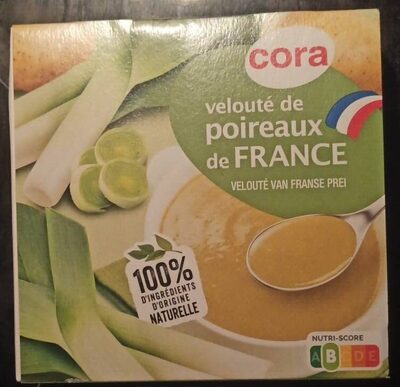 cora
velouté de
poireaux
de FRANCE
VELOUTÉ VAN FRANSE PREI
100%
D'INGRÉDIENTS
D'ORIGINE
NATURELLE
NUTRI-SCORE
A B C D E